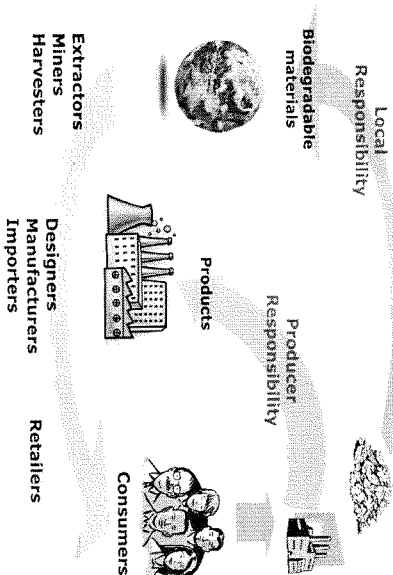 Local
Responsibility
Biodegradable
materials
Producer
Responsibility
Products
Extractors
Miners
Harvesters
Designers
Manufacturers
Importers
Retailers
Consumers